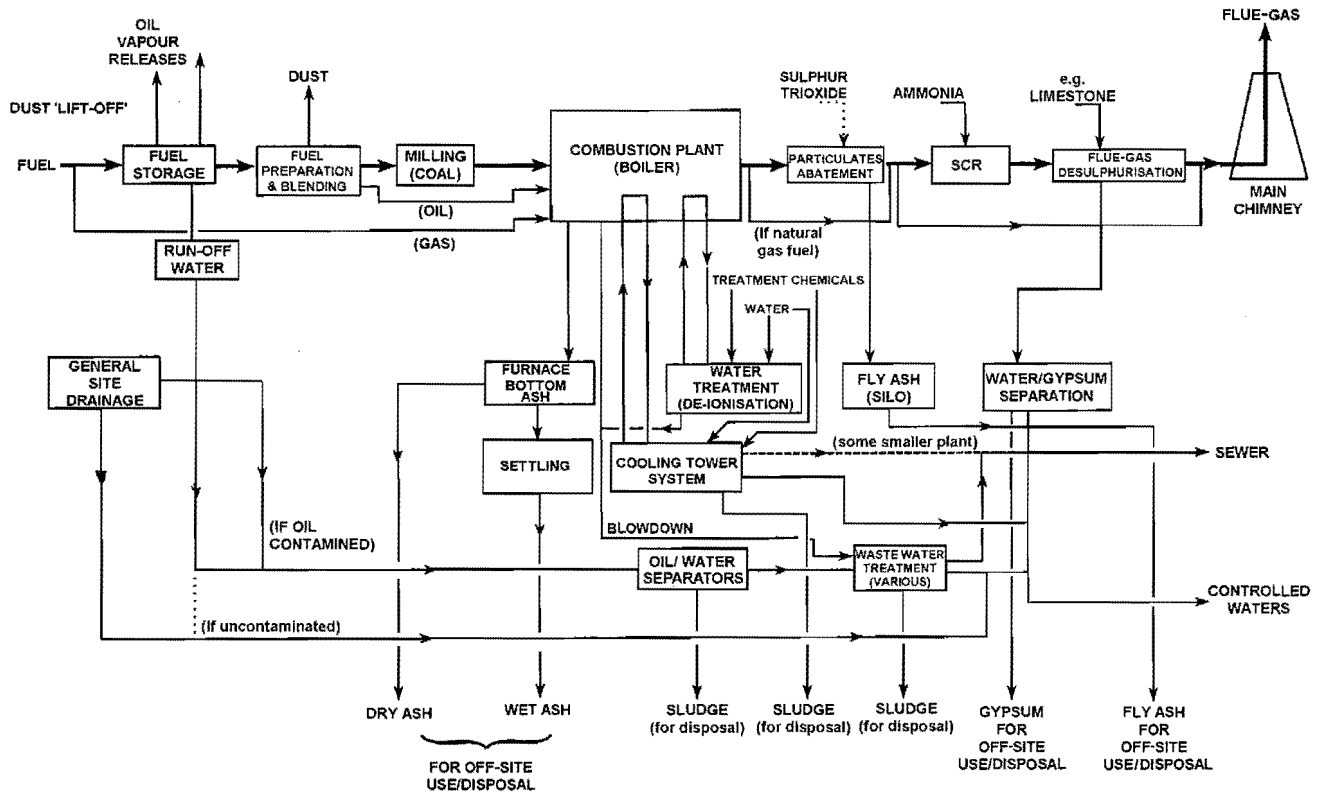 FLUE-GAS
OIL
VAPOUR
RELEASES
DUST
SULPHUR
TRIOXIDE
AMMONIA
e.g.
LIMESTONE
DUST 'LIFT-OFF'
FUEL
FUEL
STORAGE
FUEL
PREPARATION
& BLENDING
MILLING
(COAL)
COMBUSTION PLANT
(BOILER)
PARTICULATES
ABATEMENT
SCR
FLUE-GAS
DESULPHURISATION
MAIN
CHIMNEY
(OIL)
(GAS)
(If natural
gas fuel)
RUN-OFF
WATER
TREATMENT CHEMICALS
WATER
GENERAL
SITE
DRAINAGE
FURNACE
BOTTOM
ASH
WATER
TREATMENT
(DE-IONISATION)
FLY ASH
(SILO)
WATER/GYPSUM
SEPARATION
SETTLING
COOLING TOWER
SYSTEM
(some smaller plant)
SEWER
(IF OIL
CONTAMINED)
BLOWDOWN
OIL/ WATER
SEPARATORS
WASTE WATER
TREATMENT
(VARIOUS)
CONTROLLED
WATERS
(If uncontaminated)
DRY ASH
WET ASH
SLUDGE
(for disposal)
SLUDGE
(for disposal)
SLUDGE
(for disposal)
GYPSUM
FOR
OFF-SITE
USE/DISPOSAL
FLY ASH
FOR
OFF-SITE
USE/DISPOSAL
FOR OFF-SITE
USE/DISPOSAL